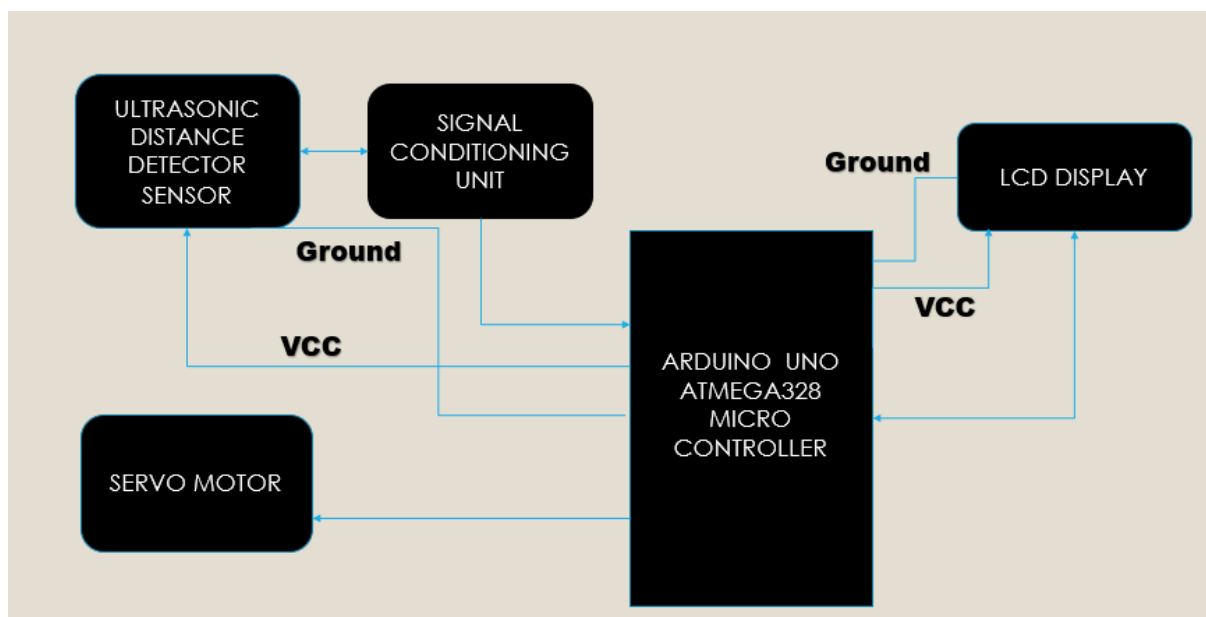 ULTRASONIC
DISTANCE
DETECTOR
SENSOR
SIGNAL
CONDITIONING
UNIT
Ground
LCD DISPLAY
Ground
VCC
VCC
ARDUINO UNO
ATMEGA328
MICRO
CONTROLLER
SERVO MOTOR